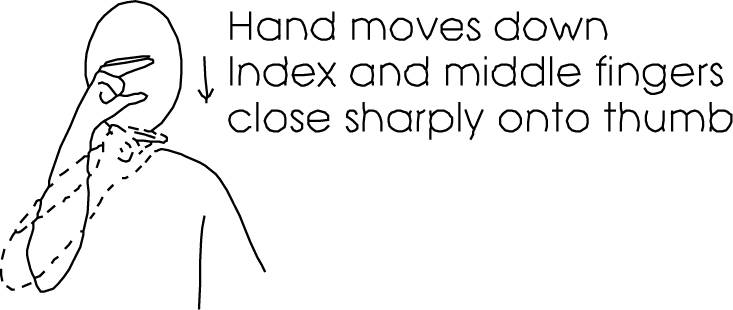 Hand moves down
Index and middle fingers
close sharply onto thumb